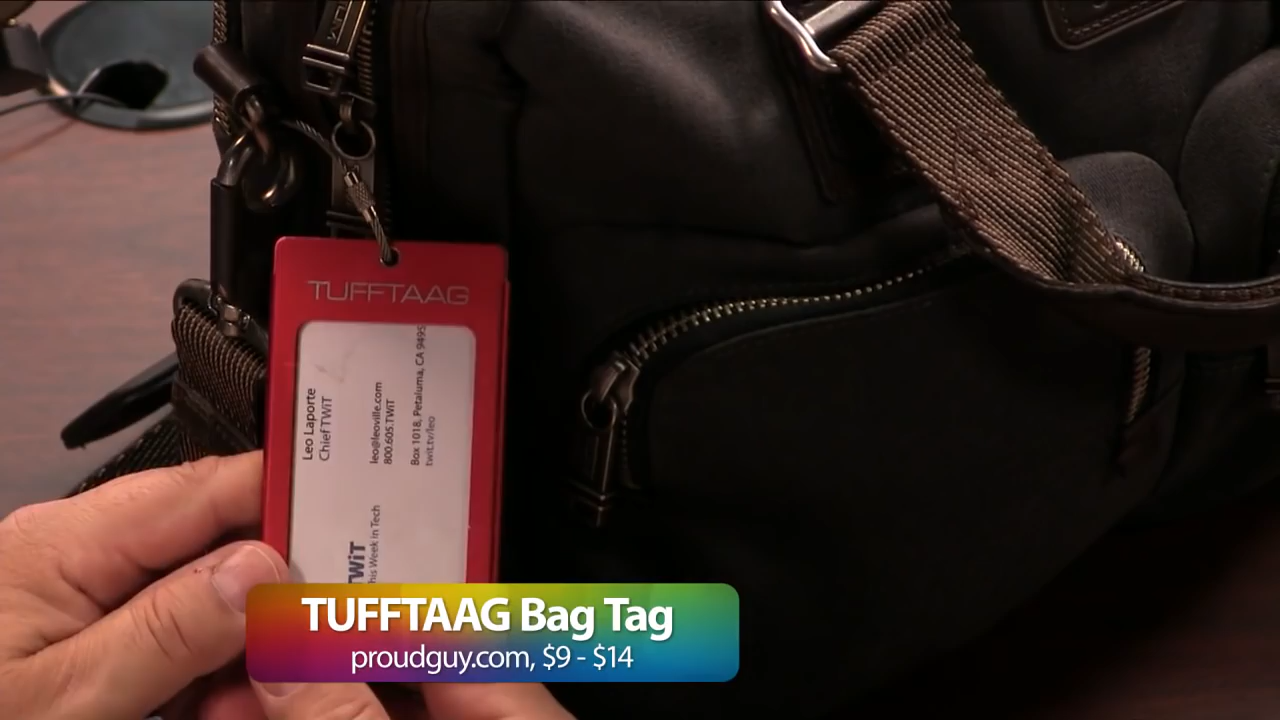 TUFFTAAG
Leo Laporte
Chief TWiT
leo@leoville.com
800.605.TWiT
Box 1018, Petaluma, CA 9495
twit.tv/leo
TWiT
This Week in Tech
TUFFTAAG Bag Tag
proudguy.com, $9 - $14